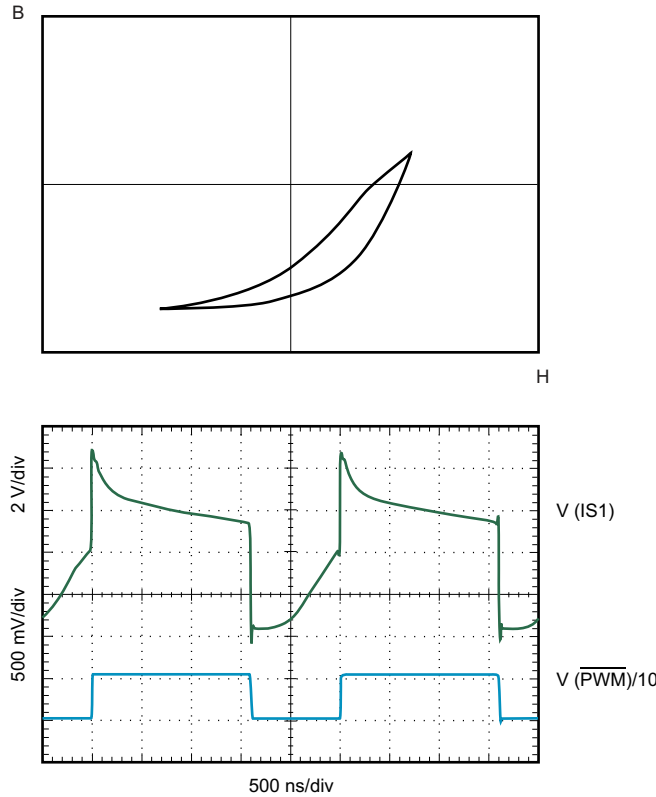 B
H
2 V/div
500 mV/div
V (IS1)
V (PWM)/10
500 ns/div